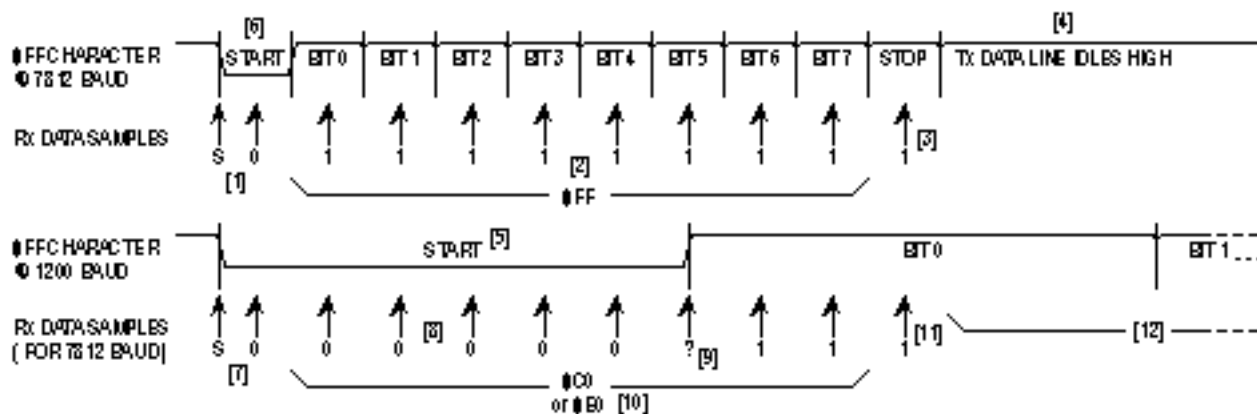 [6]
[4]
$FF CHARACTER
@ 7812 BAUD
START
BIT 0
BIT 1
BIT 2
BIT 3
BIT 4
BIT 5
BIT 6
BIT 7
STOP
Tx DATA LINE IDLES HIGH
Rx DATA SAMPLES
S
0
1
1
1
1
1
1
1
1
1
[3]
[1]
[2]
$FF
$FF CHARACTER
@ 1200 BAUD
START
[5]
BIT 0
BIT 1
Rx DATA SAMPLES
( FOR 7812 BAUD)
S
0
0
0
0
0
0
?
1
1
1
[8]
[11]
[12]
[7]
[9]
$C0
or $E0 [10]